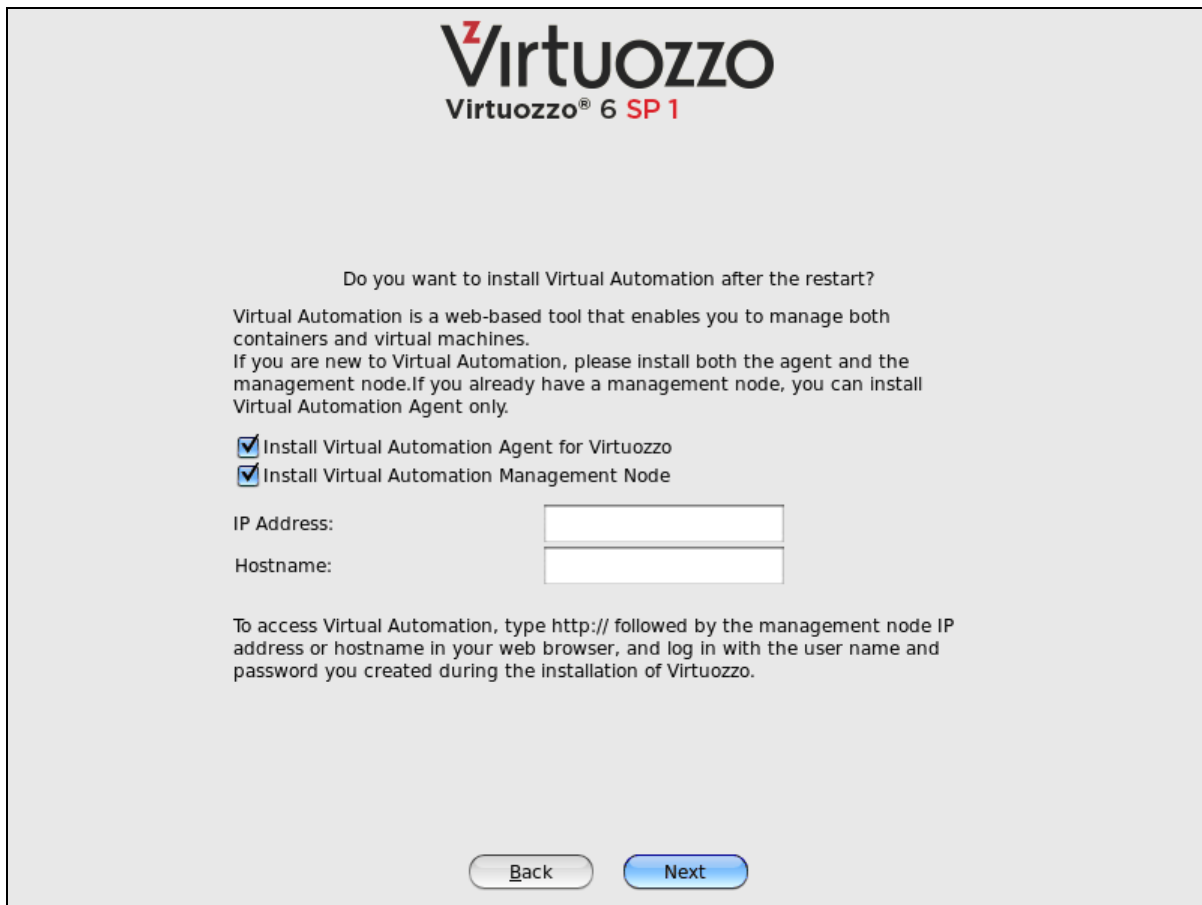 Virtuozzo
Virtuozzo® 6 SP 1
Do you want to install Virtual Automation after the restart?
Virtual Automation is a web-based tool that enables you to manage both
containers and virtual machines.
If you are new to Virtual Automation, please install both the agent and the
management node.If you already have a management node, you can install
Virtual Automation Agent only.
Install Virtual Automation Agent for Virtuozzo
Install Virtual Automation Management Node
IP Address:
Hostname:
To access Virtual Automation, type http:// followed by the management node IP
address or hostname in your web browser, and log in with the user name and
password you created during the installation of Virtuozzo.
Back
Next